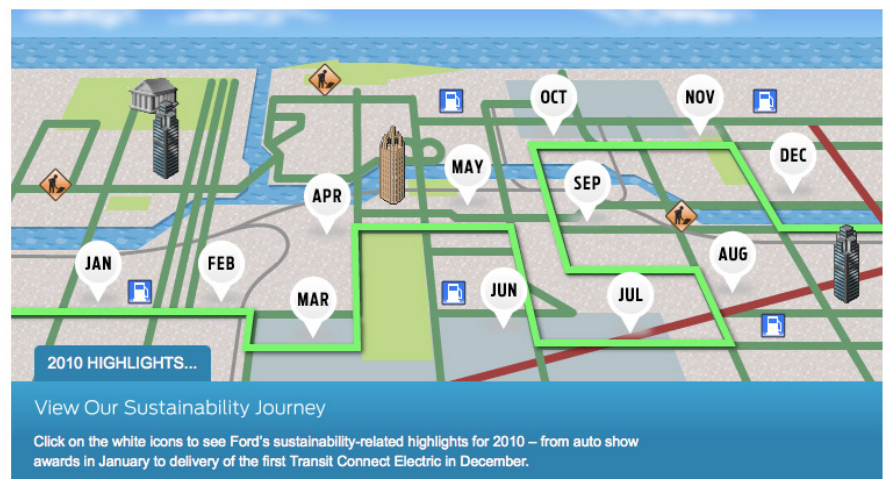 OCT
NOV
DEC
MAY
SEP
APR
AUG
JAN
FEB
MAR
JUN
JUL
2010 HIGHLIGHTS...
View Our Sustainability Journey
Click on the white icons to see Ford's sustainability-related highlights for 2010 – from auto show
awards in January to delivery of the first Transit Connect Electric in December.